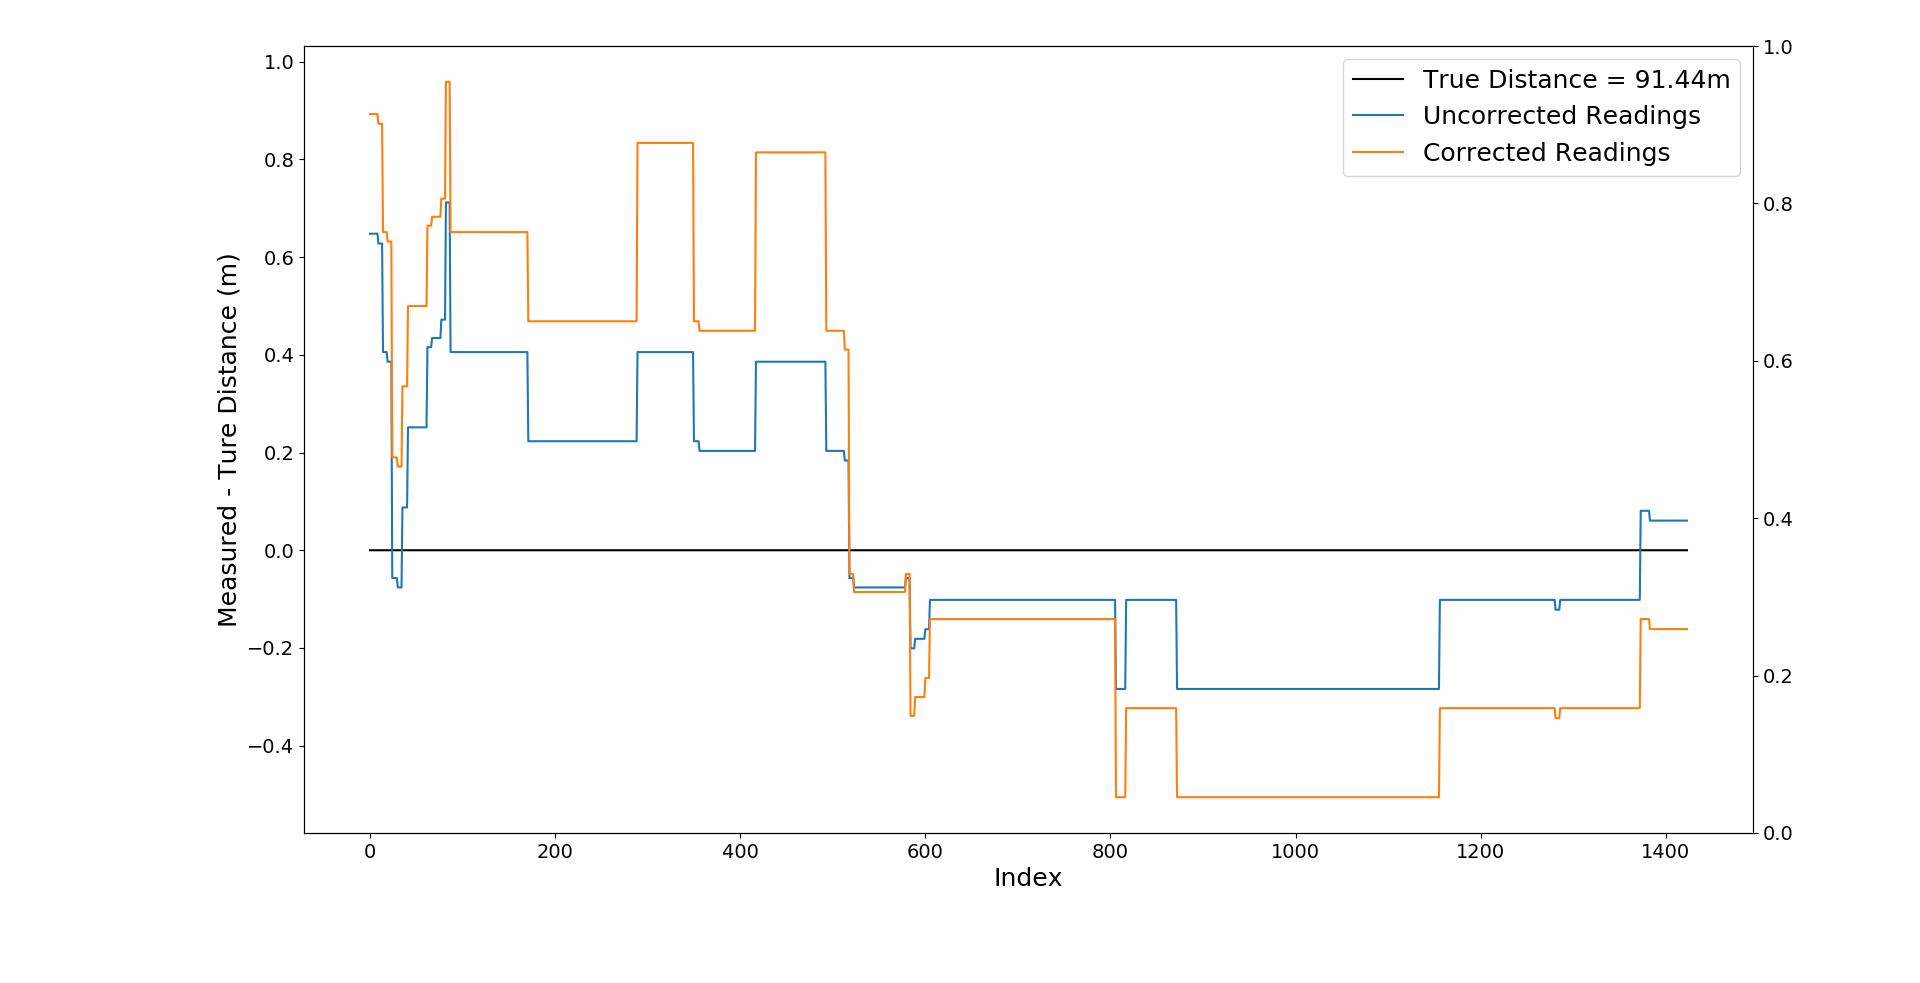 1.0
0.8
0.6
0.4
0.2
0.0
−0.2
−0.4
Measured - Ture Distance (m)
True Distance = 91.44m
Uncorrected Readings
Corrected Readings
1.0
0.8
0.6
0.4
0.2
0.0
0 200 400 600 800 1000 1200 1400
Index